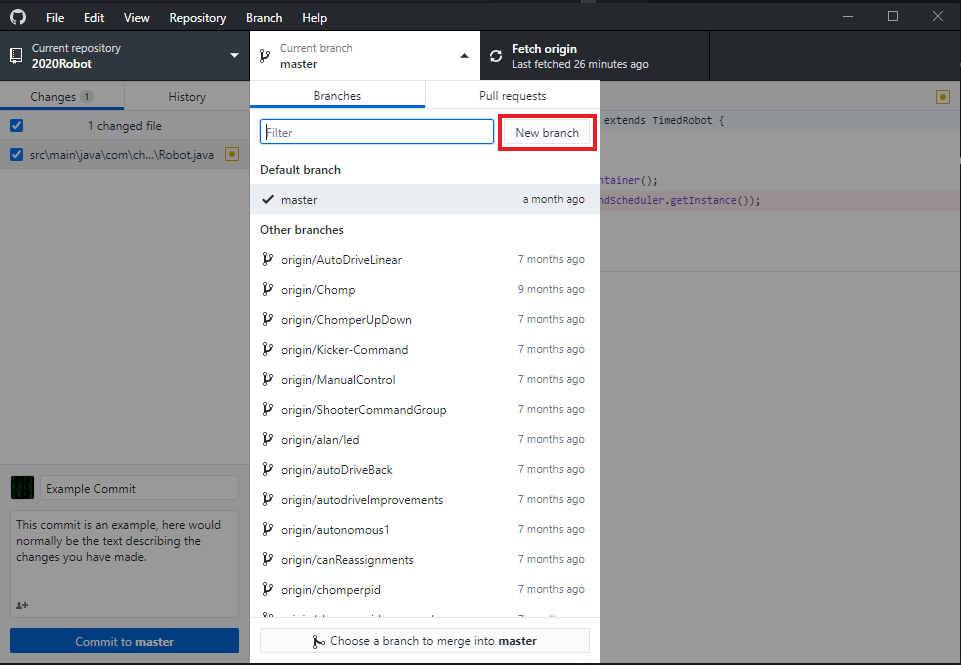 File Edit View Repository Branch Help
Current repository
2020Robot
Current branch
master
Fetch origin
Last fetched 26 minutes ago
Changes 1
History
1 changed file
src\main\java\com\ch...\Robot.java
Branches
Pull requests
Filter
New branch
Default branch
master a month ago
Other branches
origin/AutoDriveLinear 7 months ago
origin/Chomp 9 months ago
origin/ChomperUpDown 7 months ago
origin/Kicker-Command 7 months ago
origin/ManualControl 7 months ago
origin/ShooterCommandGroup 7 months ago
origin/alan/led 7 months ago
origin/autoDriveBack 7 months ago
origin/autodriveImprovements 7 months ago
origin/autonomous1 7 months ago
origin/canReassignments 7 months ago
origin/chomperpid 7 months ago
Choose a branch to merge into master
extends TimedRobot {
ntainer();
ndScheduler.getInstance());
Example Commit
This commit is an example, here would
normally be the text describing the
changes you have made.
Commit to master